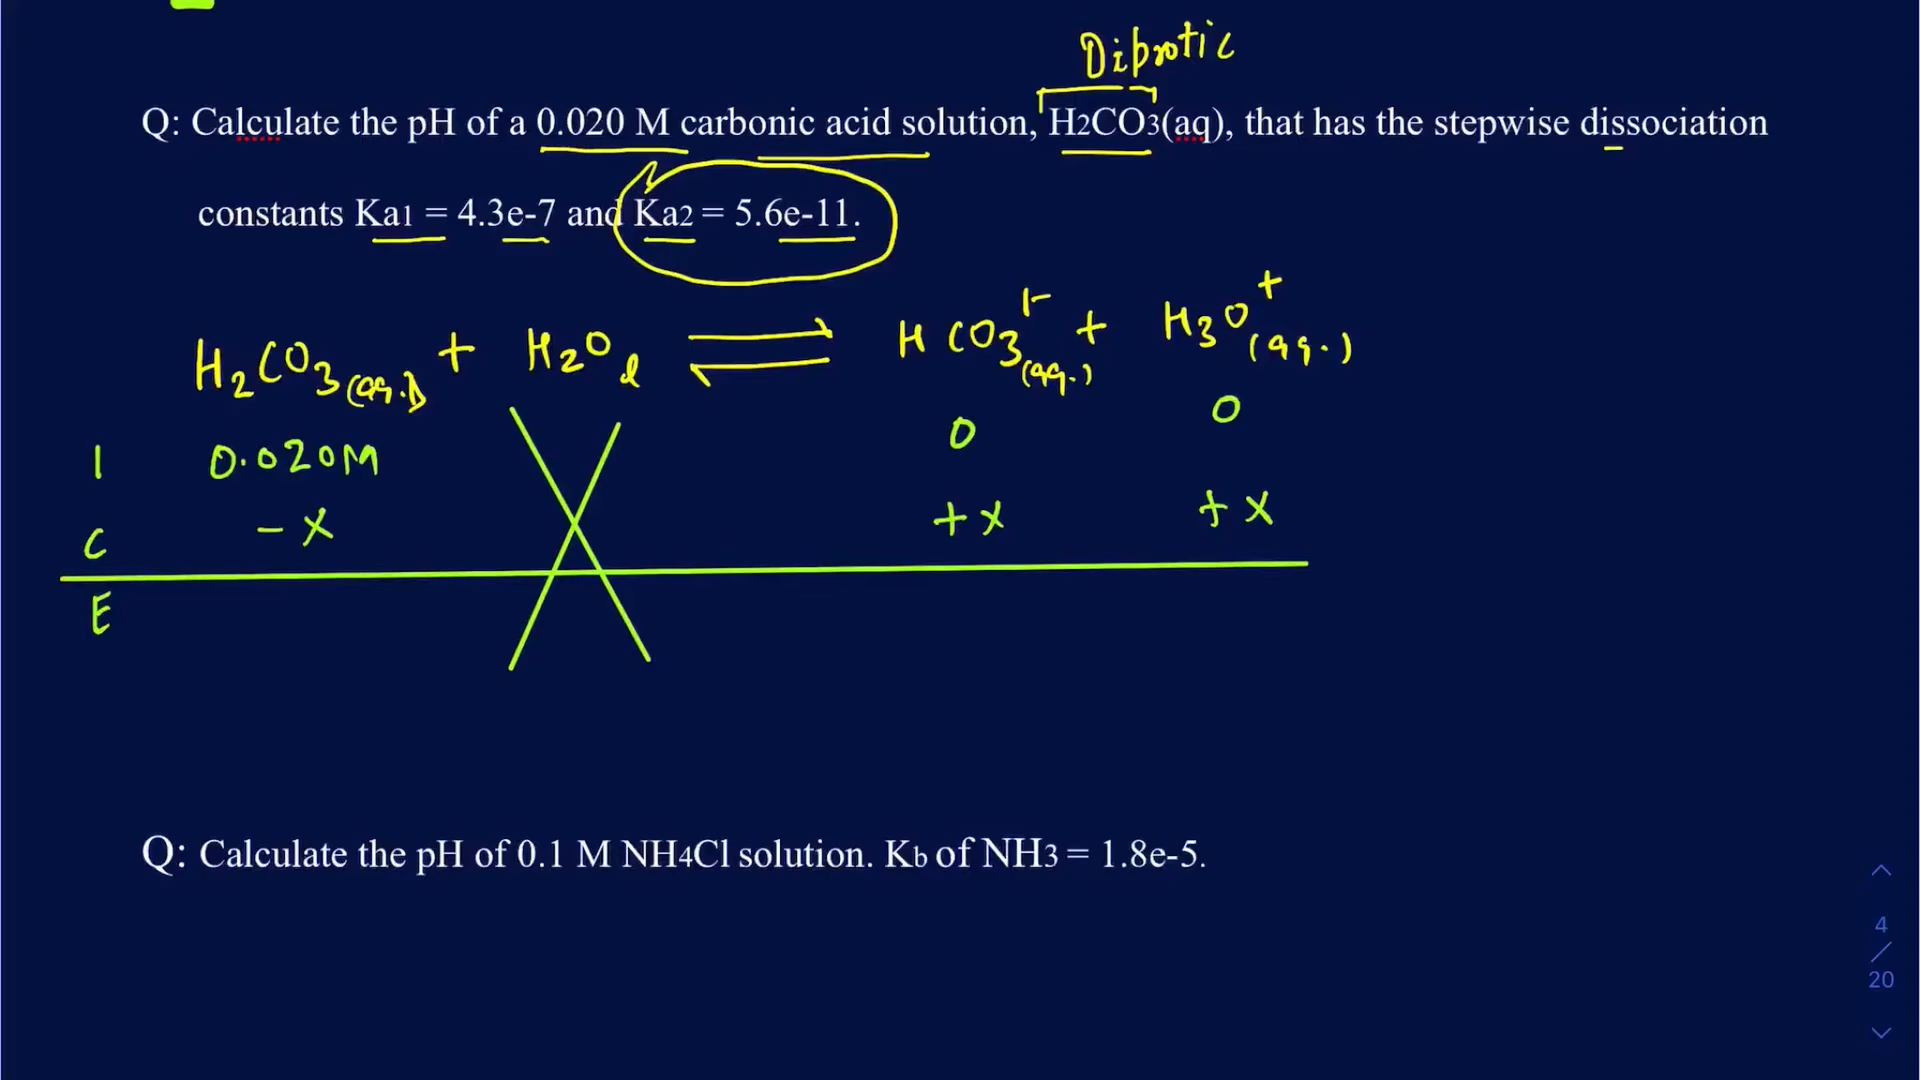 Diprotic
Q: Calculate the pH of a 0.020 M carbonic acid solution, H2CO3(aq), that has the stepwise dissociation
constants Ka1 = 4.3e-7 and Ka2 = 5.6e-11.
H2CO3(aq.) + H2O l ⇌ HCO3^1-(aq.) + H3O^+(aq.)
I 0.020M 0 0
C - x + x + x
E
Q: Calculate the pH of 0.1 M NH4Cl solution. Kb of NH3 = 1.8e-5.
4
/
20